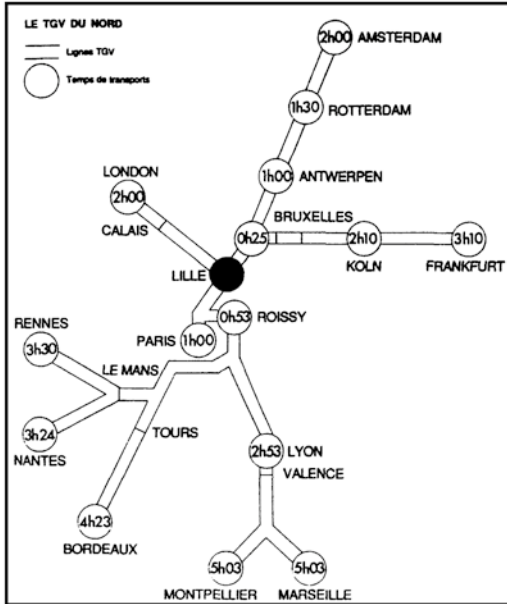 LE TGV DU NORD
Lignes TGV
Temps de transports
2h00 AMSTERDAM
1h30 ROTTERDAM
1h00 ANTWERPEN
LONDON
2h00
CALAIS
BRUXELLES
0h25
2h10
3h10
KOLN
FRANKFURT
LILLE
0h53 ROISSY
PARIS 1h00
RENNES
3h30
LE MANS
3h24
NANTES
TOURS
2h53 LYON
VALENCE
4h23
BORDEAUX
5h03
5h03
MONTPELLIER
MARSEILLE